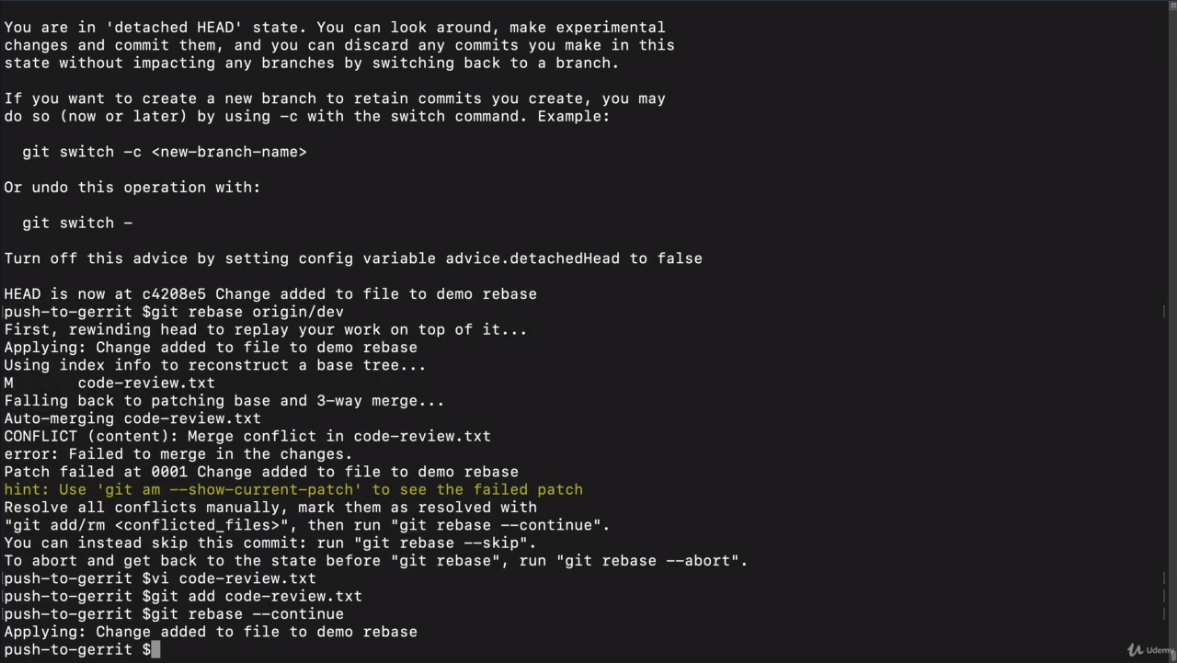 You are in 'detached HEAD' state. You can look around, make experimental
changes and commit them, and you can discard any commits you make in this
state without impacting any branches by switching back to a branch.
If you want to create a new branch to retain commits you create, you may
do so (now or later) by using -c with the switch command. Example:
git switch -c <new-branch-name>
Or undo this operation with:
git switch -
Turn off this advice by setting config variable advice.detachedHead to false
HEAD is now at c4208e5 Change added to file to demo rebase
push-to-gerrit $git rebase origin/dev
First, rewinding head to replay your work on top of it...
Applying: Change added to file to demo rebase
Using index info to reconstruct a base tree...
M       code-review.txt
Falling back to patching base and 3-way merge...
Auto-merging code-review.txt
CONFLICT (content): Merge conflict in code-review.txt
error: Failed to merge in the changes.
Patch failed at 0001 Change added to file to demo rebase
hint: Use 'git am --show-current-patch' to see the failed patch
Resolve all conflicts manually, mark them as resolved with
"git add/rm <conflicted_files>", then run "git rebase --continue".
You can instead skip this commit: run "git rebase --skip".
To abort and get back to the state before "git rebase", run "git rebase --abort".
push-to-gerrit $vi code-review.txt
push-to-gerrit $git add code-review.txt
push-to-gerrit $git rebase --continue
Applying: Change added to file to demo rebase
push-to-gerrit $
Udemy